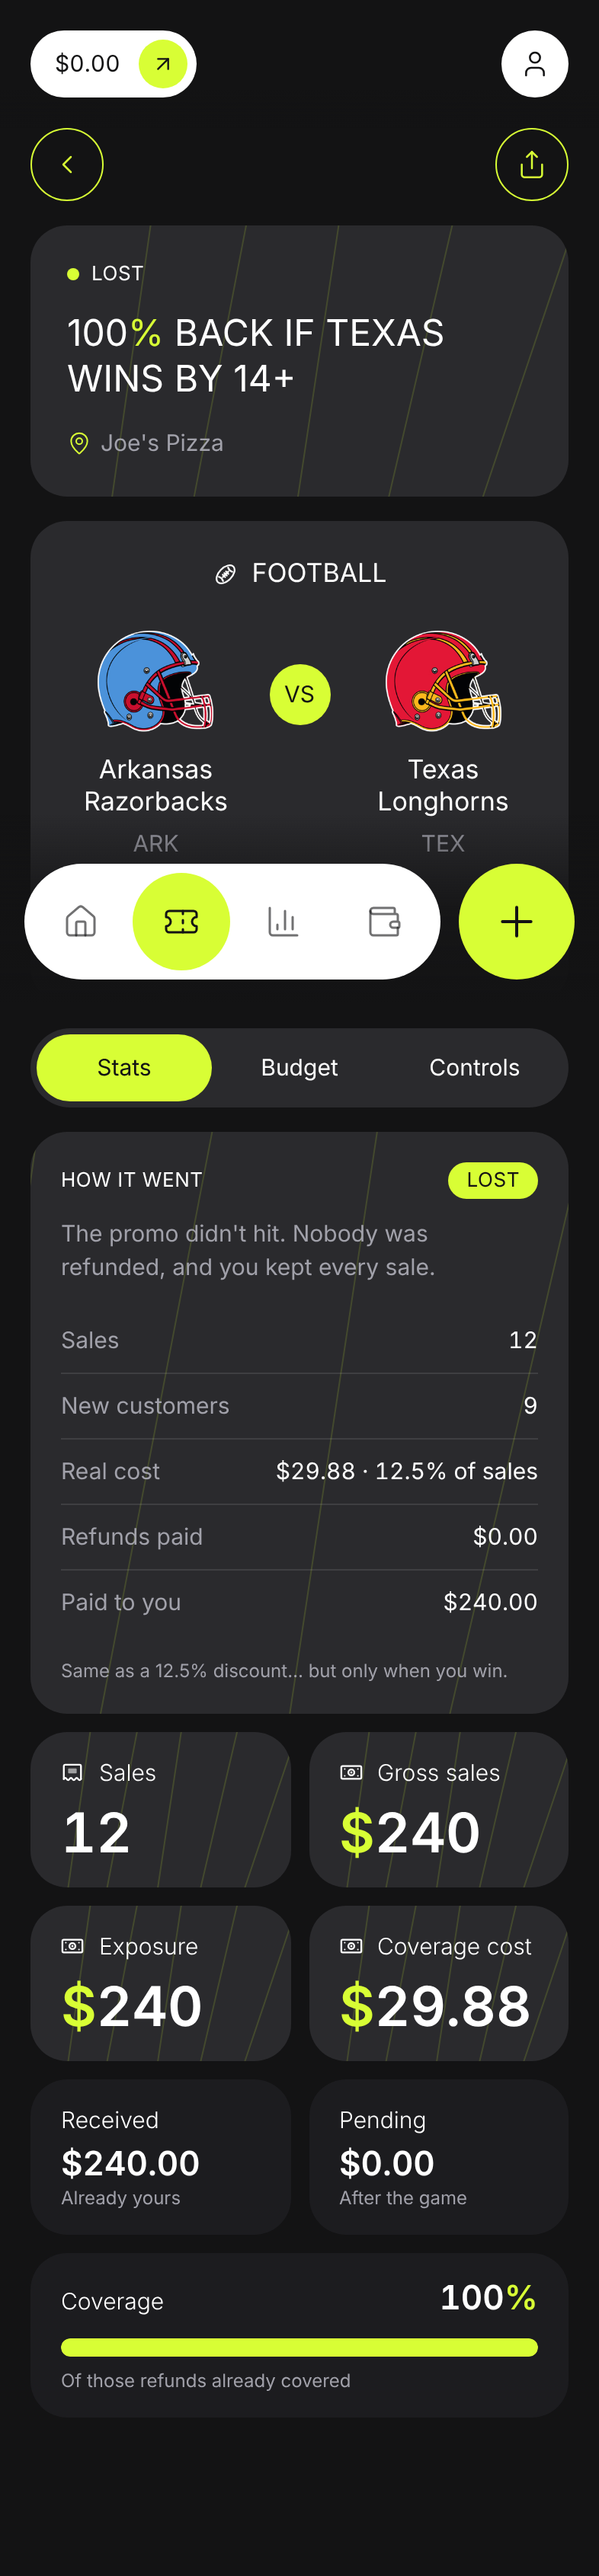 $0.00
LOST
100% BACK IF TEXAS
WINS BY 14+
Joe's Pizza
FOOTBALL
VS
Arkansas
Razorbacks
ARK
Texas
Longhorns
TEX
Stats
Budget
Controls
HOW IT WENT
LOST
The promo didn't hit. Nobody was
refunded, and you kept every sale.
Sales 12
New customers 9
Real cost $29.88 · 12.5% of sales
Refunds paid $0.00
Paid to you $240.00
Same as a 12.5% discount... but only when you win.
Sales
12
Gross sales
$240
Exposure
$240
Coverage cost
$29.88
Received
$240.00
Already yours
Pending
$0.00
After the game
Coverage 100%
Of those refunds already covered